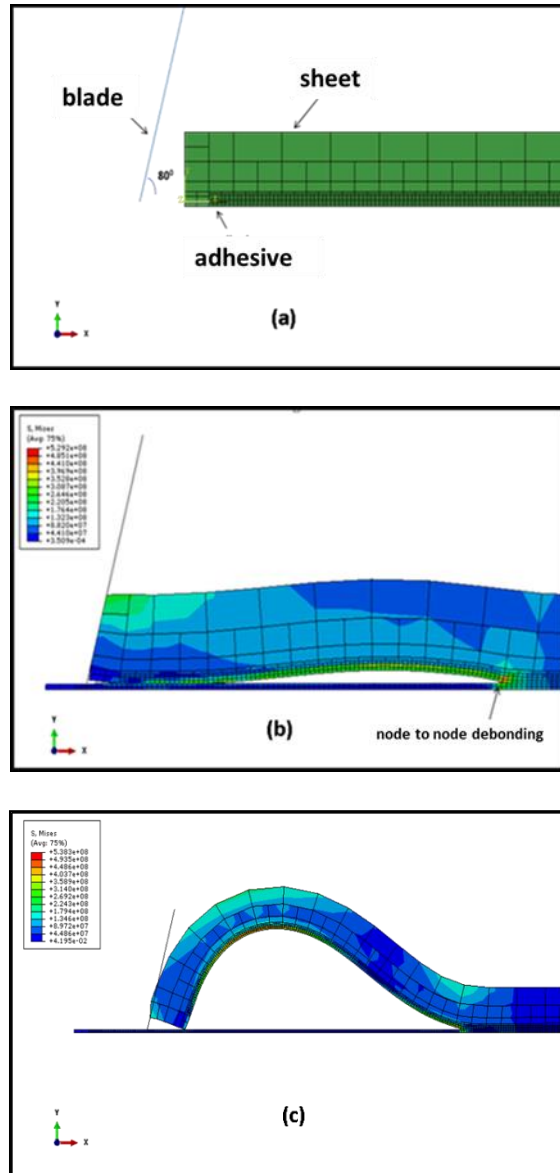 blade
sheet
80⁰
adhesive
Y
X
(a)
S, Mises
(Avg: 75%)
+5.292e+08
+4.851e+08
+4.410e+08
+3.969e+08
+3.528e+08
+3.087e+08
+2.646e+08
+2.205e+08
+1.764e+08
+1.323e+08
+8.820e+07
+4.410e+07
+3.509e-04
Y
X
(b)
node to node debonding
S, Mises
(Avg: 75%)
+5.383e+08
+4.935e+08
+4.486e+08
+4.037e+08
+3.589e+08
+3.140e+08
+2.692e+08
+2.243e+08
+1.794e+08
+1.346e+08
+8.972e+07
+4.486e+07
+4.195e-02
Y
X
(c)